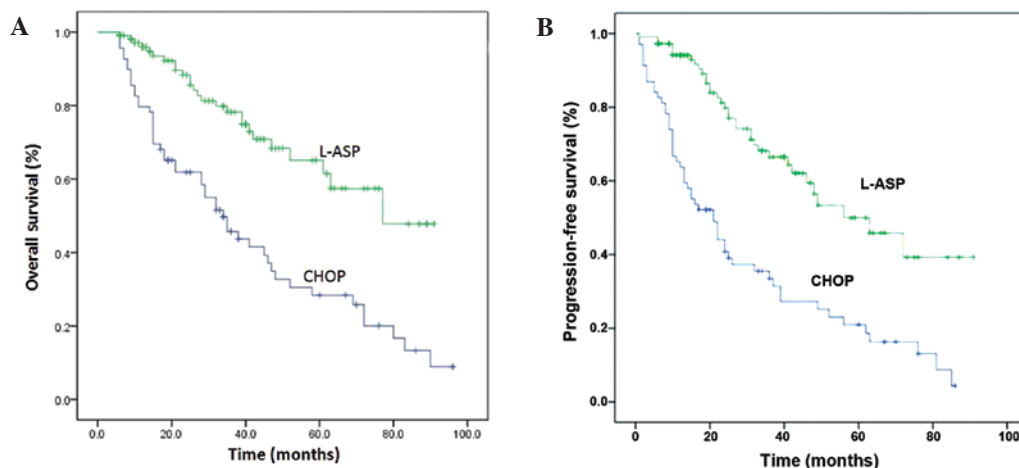 A
Overall survival (%)
1.0
0.8
0.6
0.4
0.2
0.0
L-ASP
CHOP
0.0 20.0 40.0 60.0 80.0 100.0
Time (months)
B
Progression-free survival (%)
1.0
0.8
0.6
0.4
0.2
0.0
L-ASP
CHOP
0 20 40 60 80 100
Time (months)